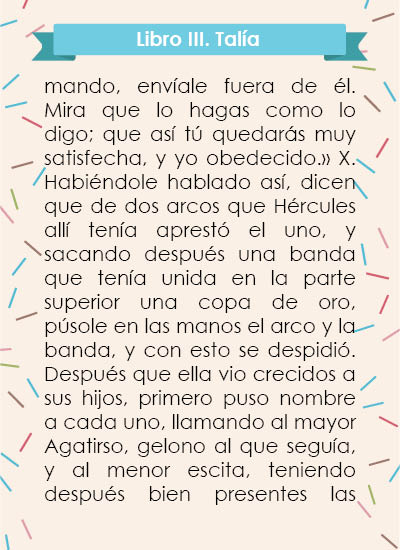 Libro III. Talía
mando, envíale fuera de él.
Mira que lo hagas como lo
digo; que así tú quedarás muy
satisfecha, y yo obedecido.» X.
Habiéndole hablado así, dicen
que de dos arcos que Hércules
allí tenía aprestó el uno, y
sacando después una banda
que tenía unida en la parte
superior una copa de oro,
púsole en las manos el arco y la
banda, y con esto se despidió.
Después que ella vio crecidos a
sus hijos, primero puso nombre
a cada uno, llamando al mayor
Agatirso, gelono al que seguía,
y al menor escita, teniendo
después bien presentes las